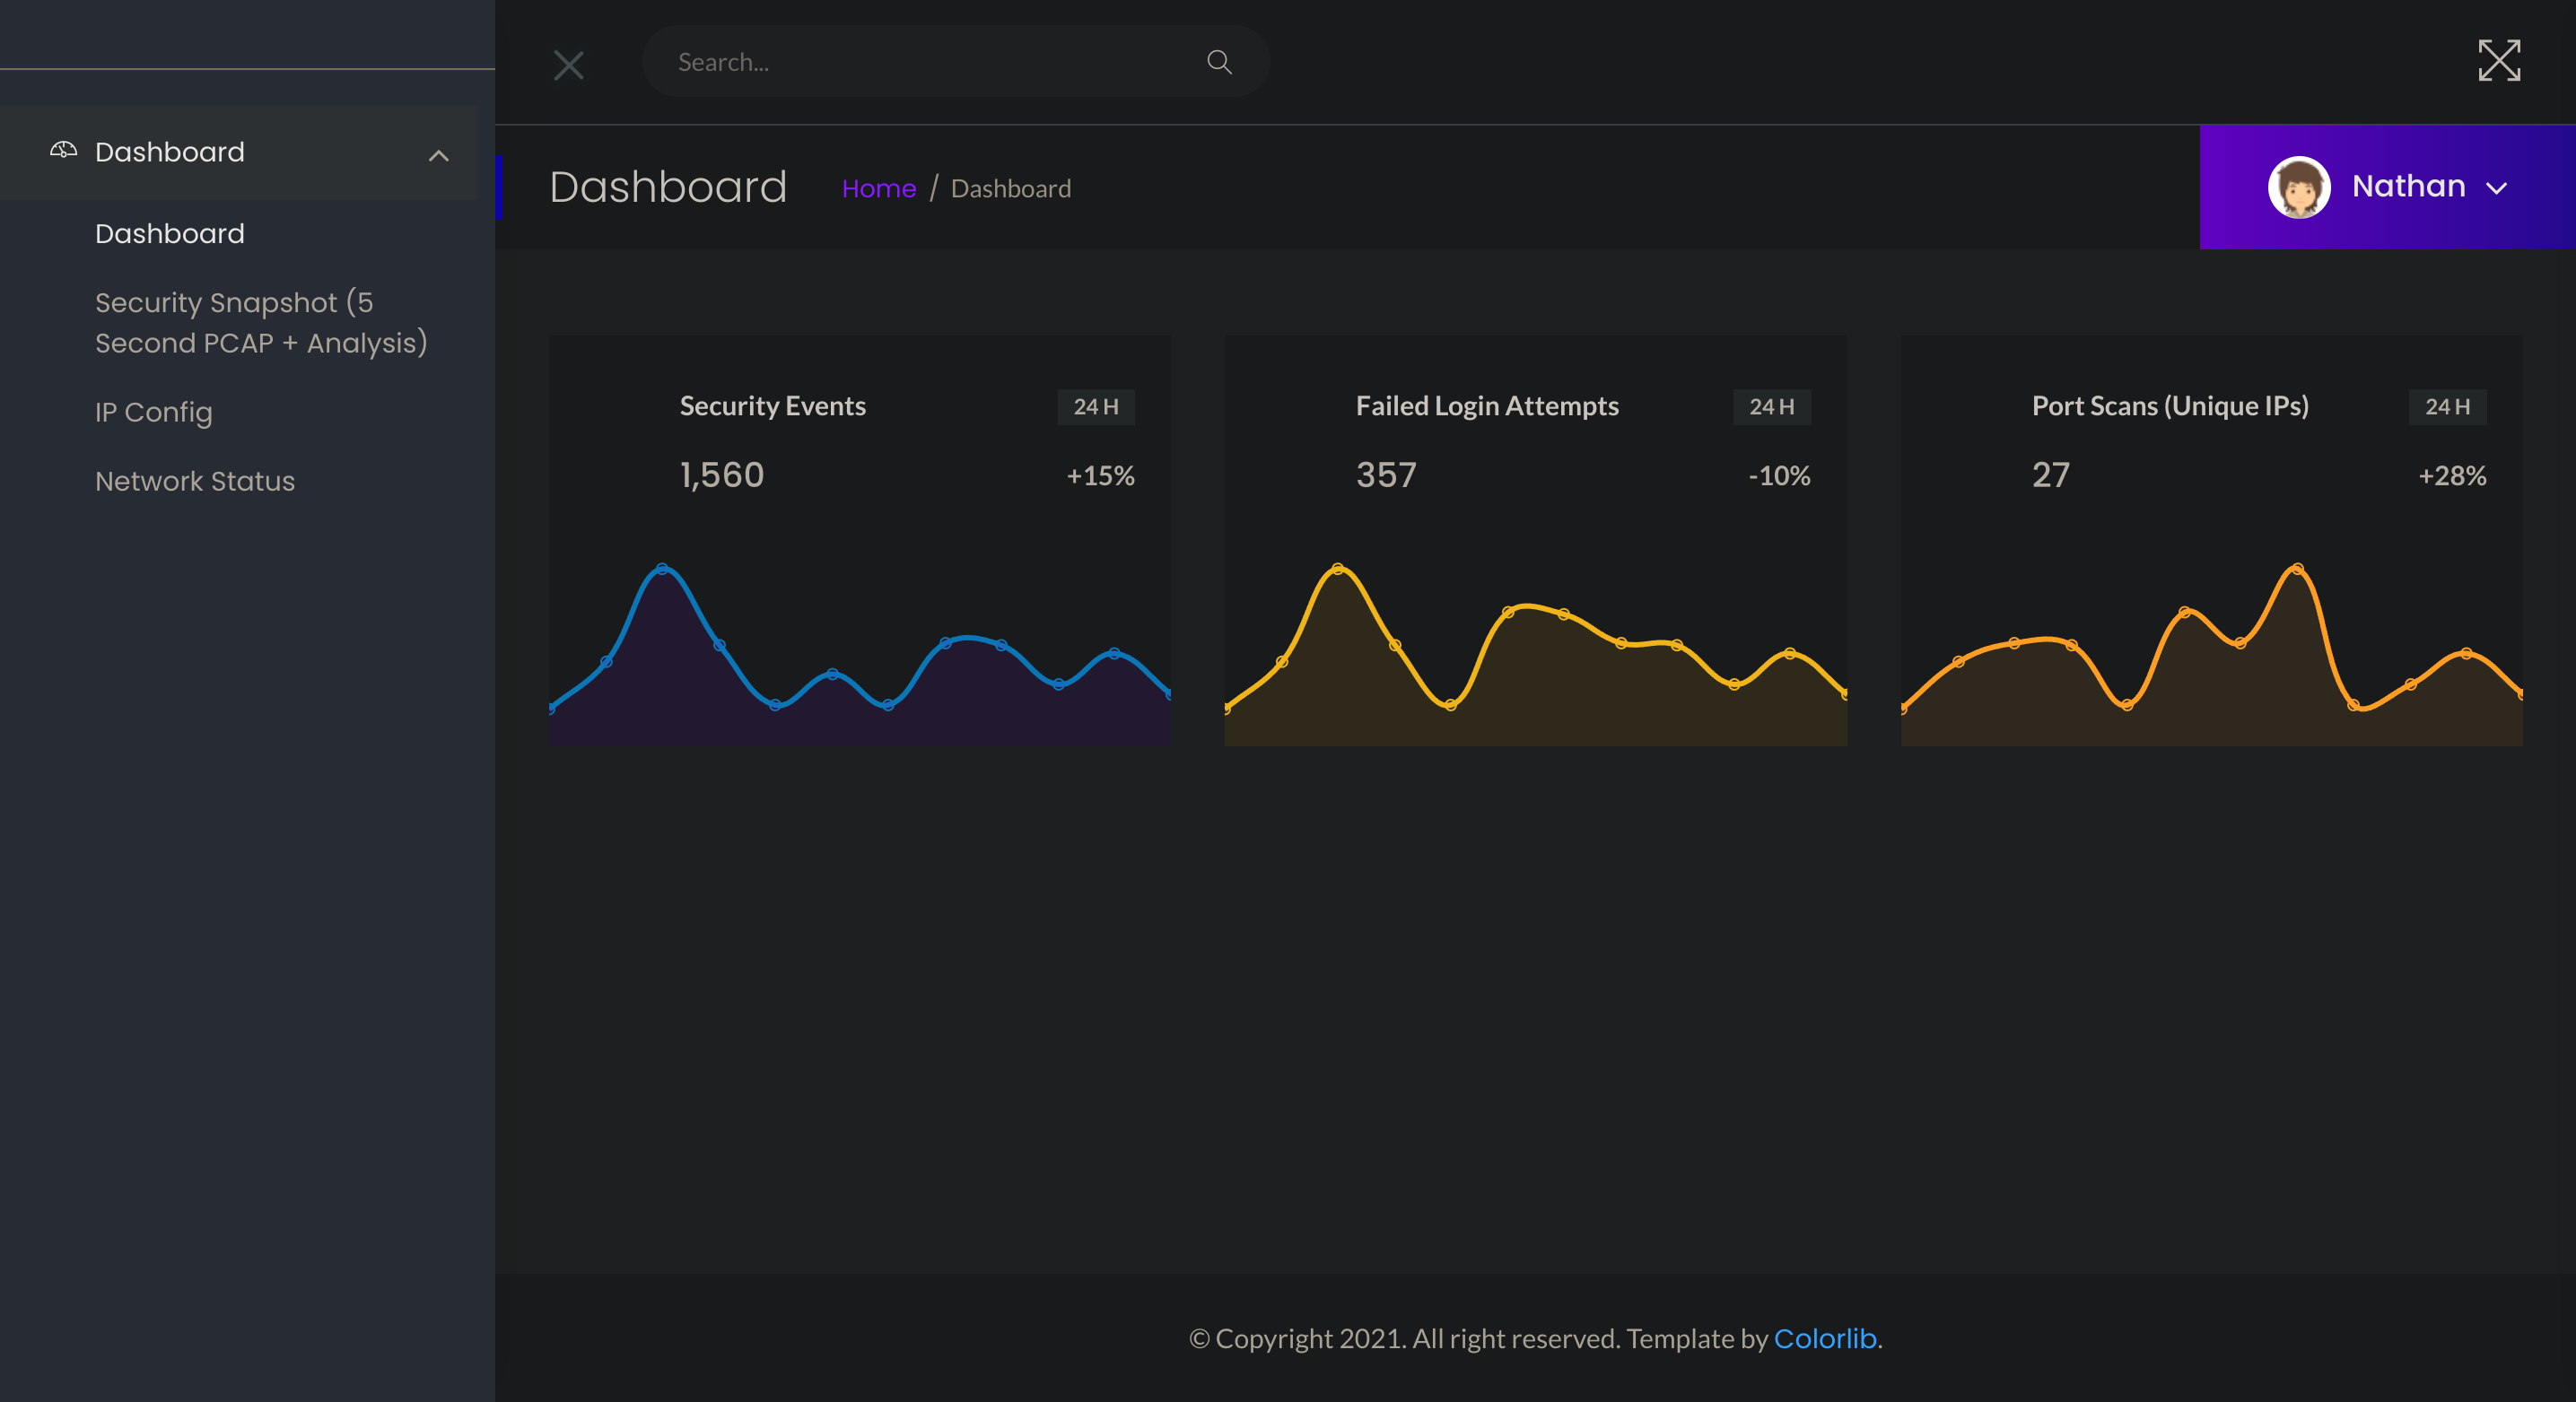 Search...
Dashboard
Dashboard
Security Snapshot (5
Second PCAP + Analysis)
IP Config
Network Status
Dashboard
Home / Dashboard
Nathan
Security Events
24 H
1,560
+15%
Failed Login Attempts
24 H
357
-10%
Port Scans (Unique IPs)
24 H
27
+28%
© Copyright 2021. All right reserved. Template by Colorlib.